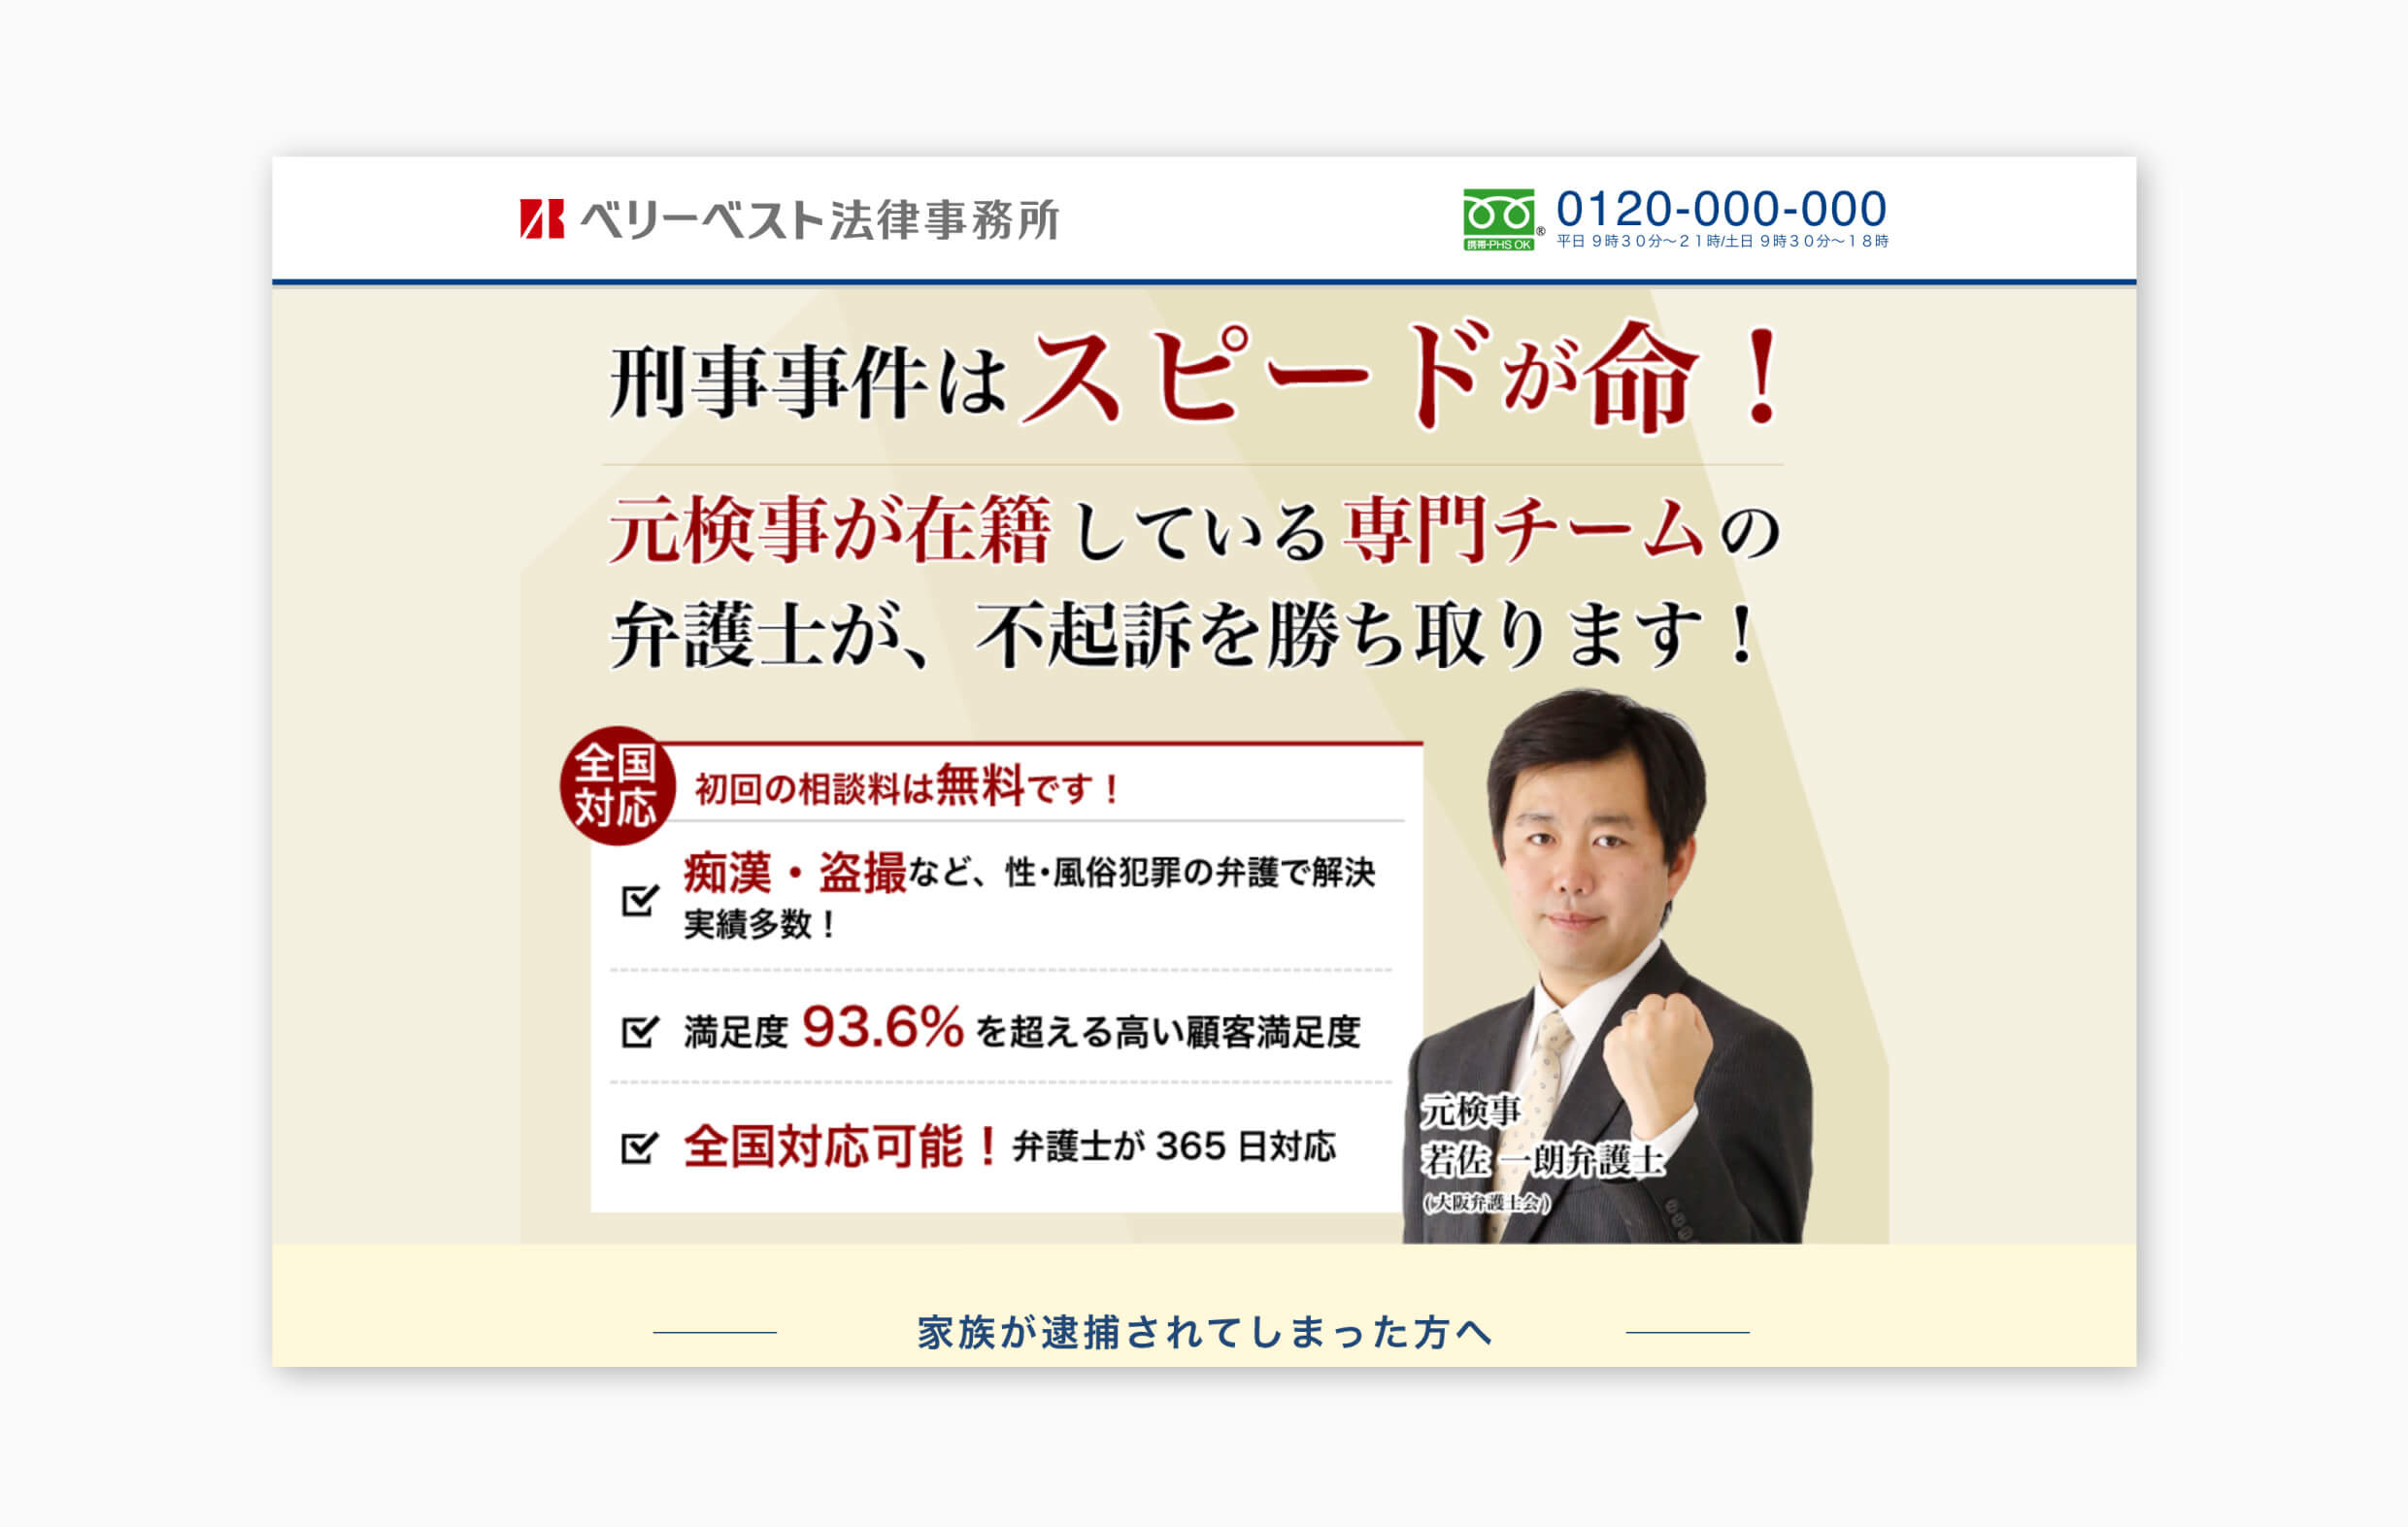 ベリーベスト法律事務所
0120-000-000
携帯・PHS OK
®
平日 9時30分〜21時/土日 9時30分〜18時
刑事事件はスピードが命！
元検事が在籍している専門チームの
弁護士が、不起訴を勝ち取ります！
全国
対応
初回の相談料は無料です！
痴漢・盗撮など、性・風俗犯罪の弁護で解決
実績多数！
満足度 93.6% を超える高い顧客満足度
全国対応可能！弁護士が 365 日対応
元検事
若佐 一朗弁護士
(大阪弁護士会)
家族が逮捕されてしまった方へ